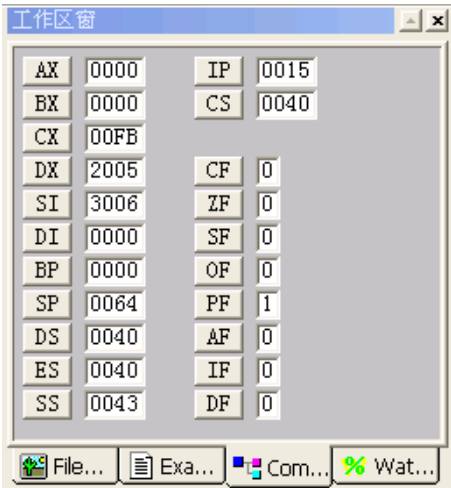 工作区窗
AX 0000 IP 0015
BX 0000 CS 0040
CX 00FB
DX 2005 CF 0
SI 3006 ZF 0
DI 0000 SF 0
BP 0000 OF 0
SP 0064 PF 1
DS 0040 AF 0
ES 0040 IF 0
SS 0043 DF 0
File... Exa... Com... % Wat...